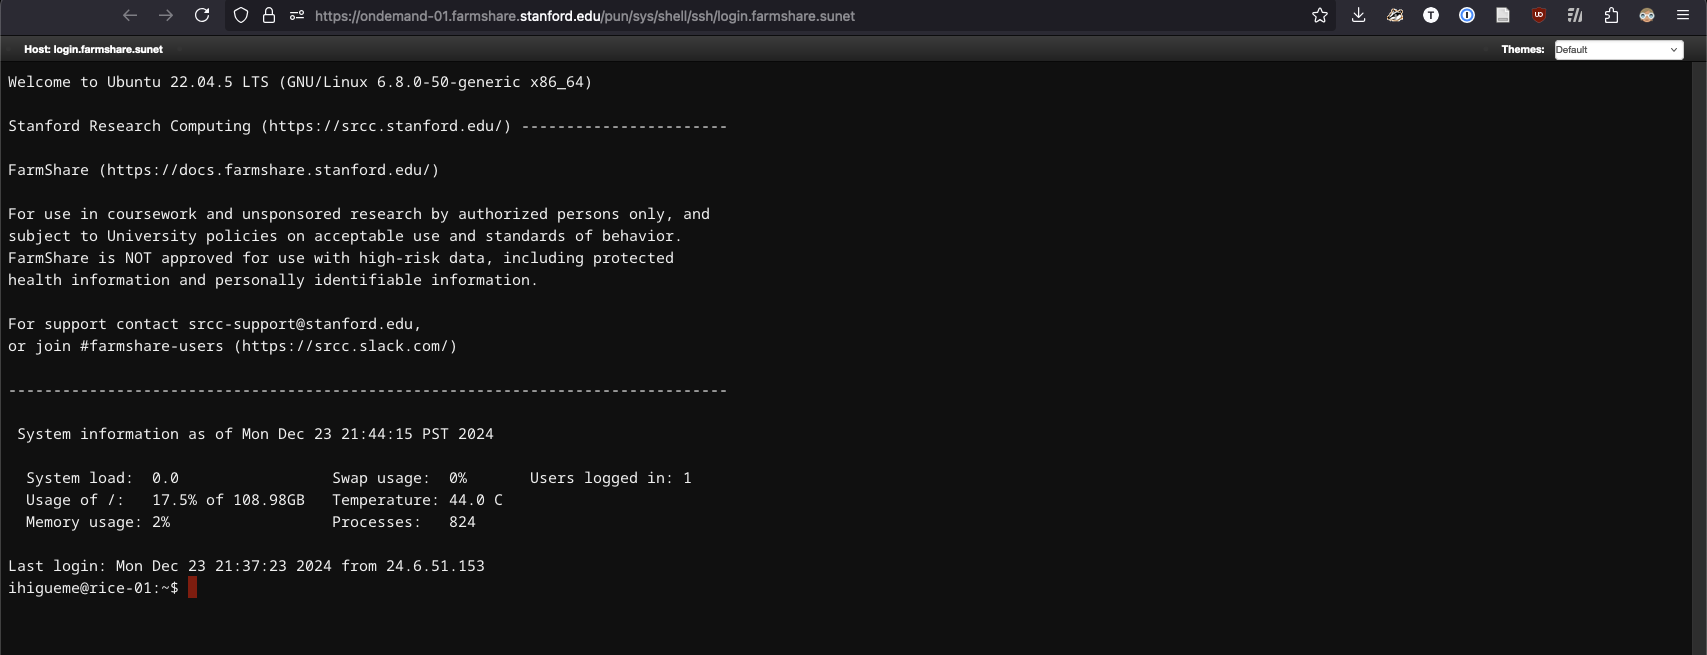 https://ondemand-01.farmshare.stanford.edu/pun/sys/shell/ssh/login.farmshare.sunet
Host: login.farmshare.sunet
Themes: Default
Welcome to Ubuntu 22.04.5 LTS (GNU/Linux 6.8.0-50-generic x86_64)
Stanford Research Computing (https://srcc.stanford.edu/) -----------------------
FarmShare (https://docs.farmshare.stanford.edu/)
For use in coursework and unsponsored research by authorized persons only, and
subject to University policies on acceptable use and standards of behavior.
FarmShare is NOT approved for use with high-risk data, including protected
health information and personally identifiable information.
For support contact srcc-support@stanford.edu,
or join #farmshare-users (https://srcc.slack.com/)
--------------------------------------------------------------------------------
System information as of Mon Dec 23 21:44:15 PST 2024
System load: 0.0 Swap usage: 0% Users logged in: 1
Usage of /: 17.5% of 108.98GB Temperature: 44.0 C
Memory usage: 2% Processes: 824
Last login: Mon Dec 23 21:37:23 2024 from 24.6.51.153
ihigueme@rice-01:~$